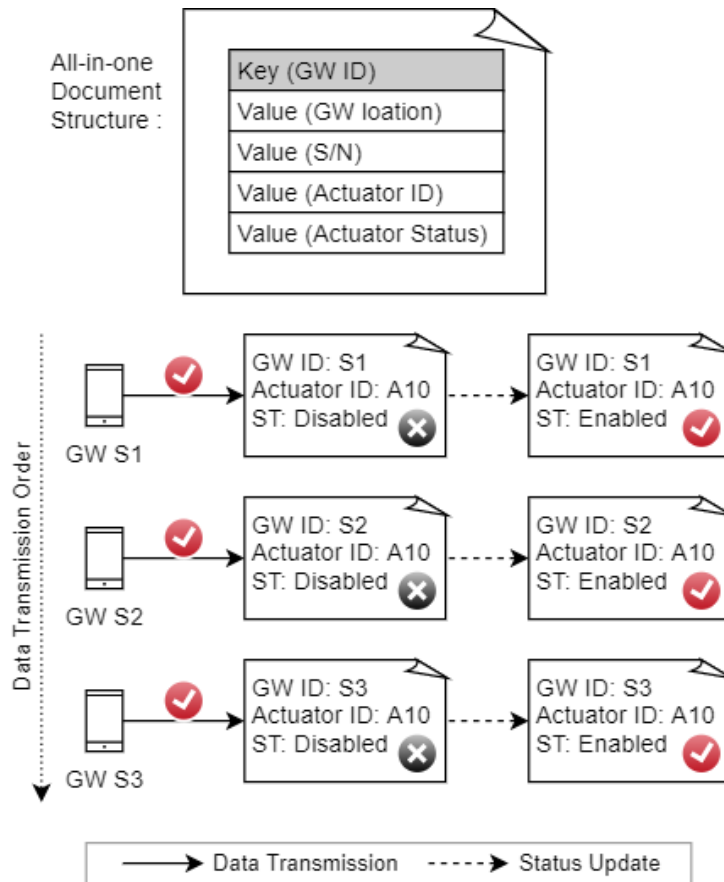 All-in-one
Document
Structure :
Key (GW ID)
Value (GW loation)
Value (S/N)
Value (Actuator ID)
Value (Actuator Status)
Data Transmission Order
GW S1
GW ID: S1
Actuator ID: A10
ST: Disabled
GW ID: S1
Actuator ID: A10
ST: Enabled
GW S2
GW ID: S2
Actuator ID: A10
ST: Disabled
GW ID: S2
Actuator ID: A10
ST: Enabled
GW S3
GW ID: S3
Actuator ID: A10
ST: Disabled
GW ID: S3
Actuator ID: A10
ST: Enabled
Data Transmission
Status Update